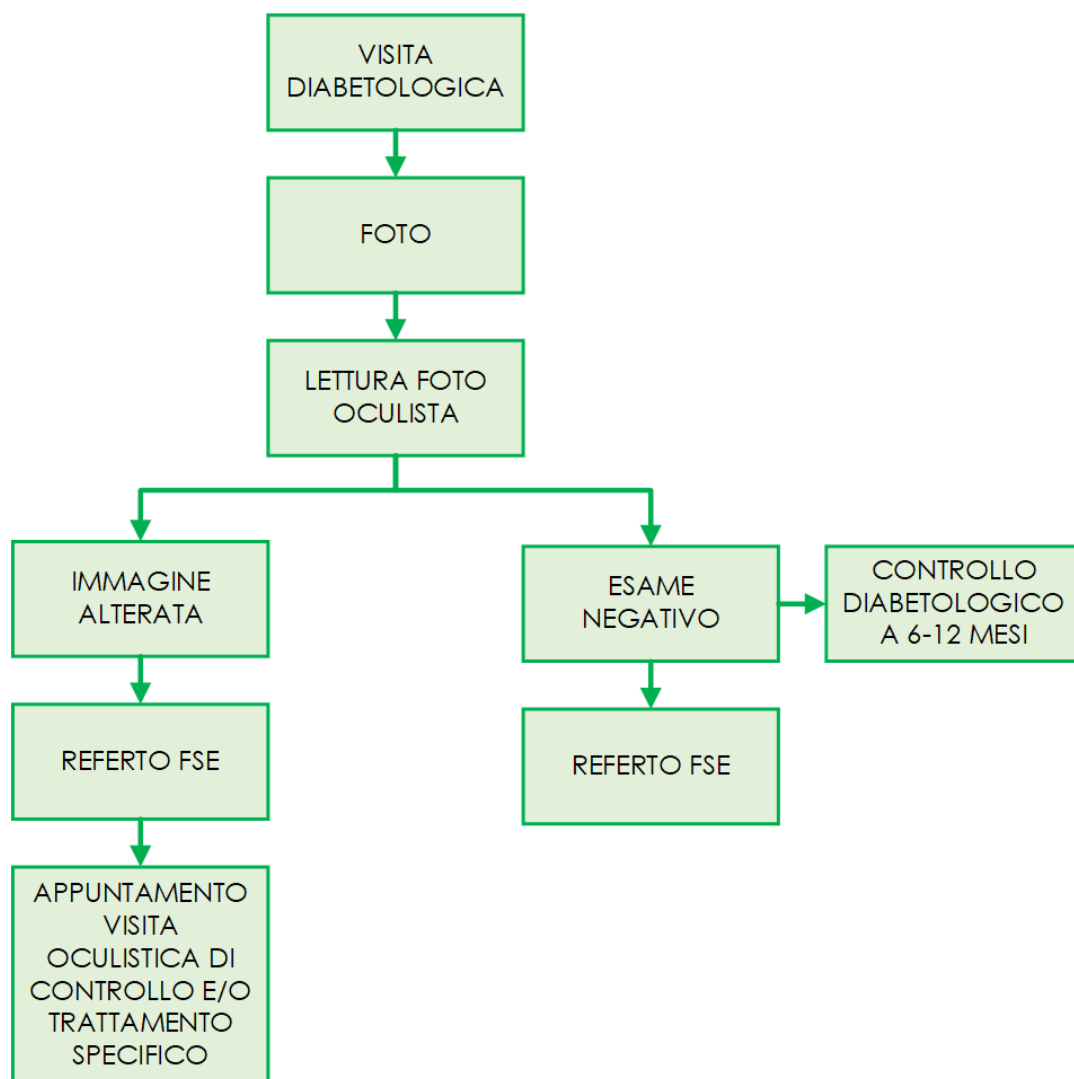 VISITA
DIABETOLOGICA
FOTO
LETTURA FOTO
OCULISTA
IMMAGINE
ALTERATA
ESAME
NEGATIVO
CONTROLLO
DIABETOLOGICO
A 6-12 MESI
REFERTO FSE
REFERTO FSE
APPUNTAMENTO
VISITA
OCULISTICA DI
CONTROLLO E/O
TRATTAMENTO
SPECIFICO